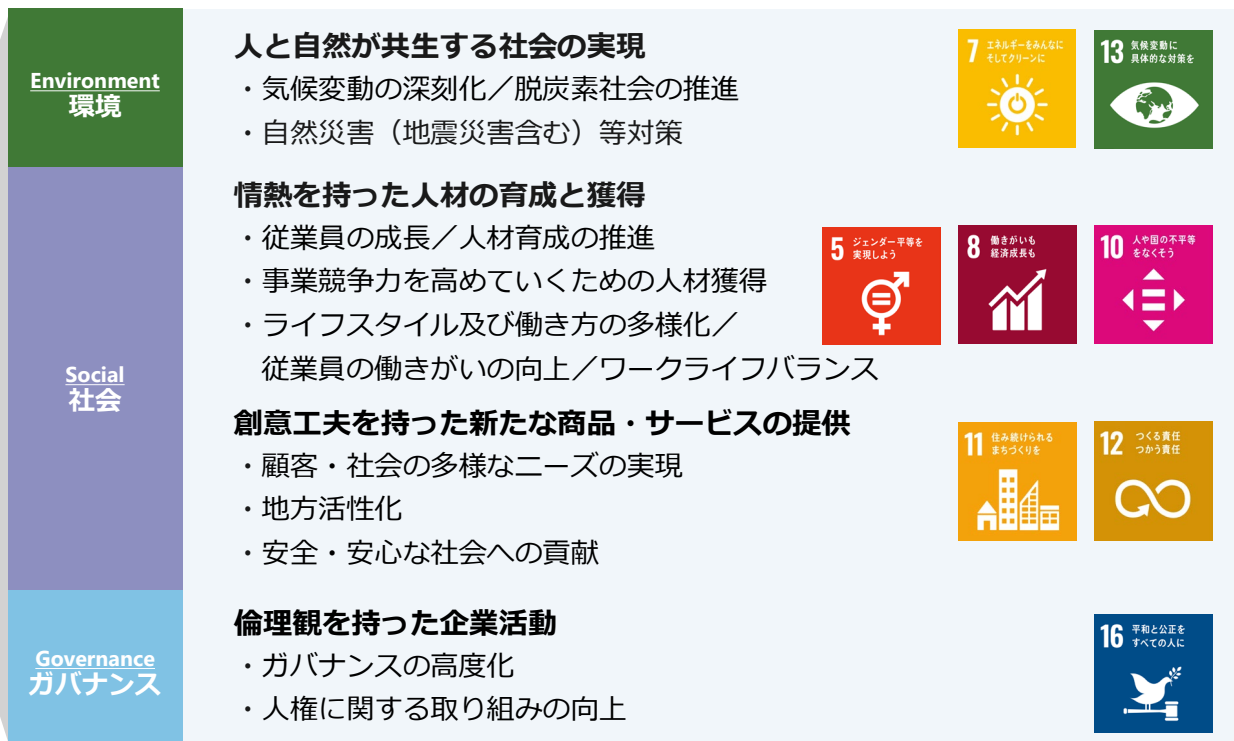 Environment
環境
人と自然が共生する社会の実現
・気候変動の深刻化／脱炭素社会の推進
・自然災害（地震災害含む）等対策
7 エネルギーをみんなに
そしてクリーンに
13 気候変動に
具体的な対策を
Social
社会
情熱を持った人材の育成と獲得
・従業員の成長／人材育成の推進
・事業競争力を高めていくための人材獲得
・ライフスタイル及び働き方の多様化／
従業員の働きがいの向上／ワークライフバランス
5 ジェンダー平等を
実現しよう
8 働きがいも
経済成長も
10 人や国の不平等
をなくそう
創意工夫を持った新たな商品・サービスの提供
・顧客・社会の多様なニーズの実現
・地方活性化
・安全・安心な社会への貢献
11 住み続けられる
まちづくりを
12 つくる責任
つかう責任
Governance
ガバナンス
倫理観を持った企業活動
・ガバナンスの高度化
・人権に関する取り組みの向上
16 平和と公正を
すべての人に